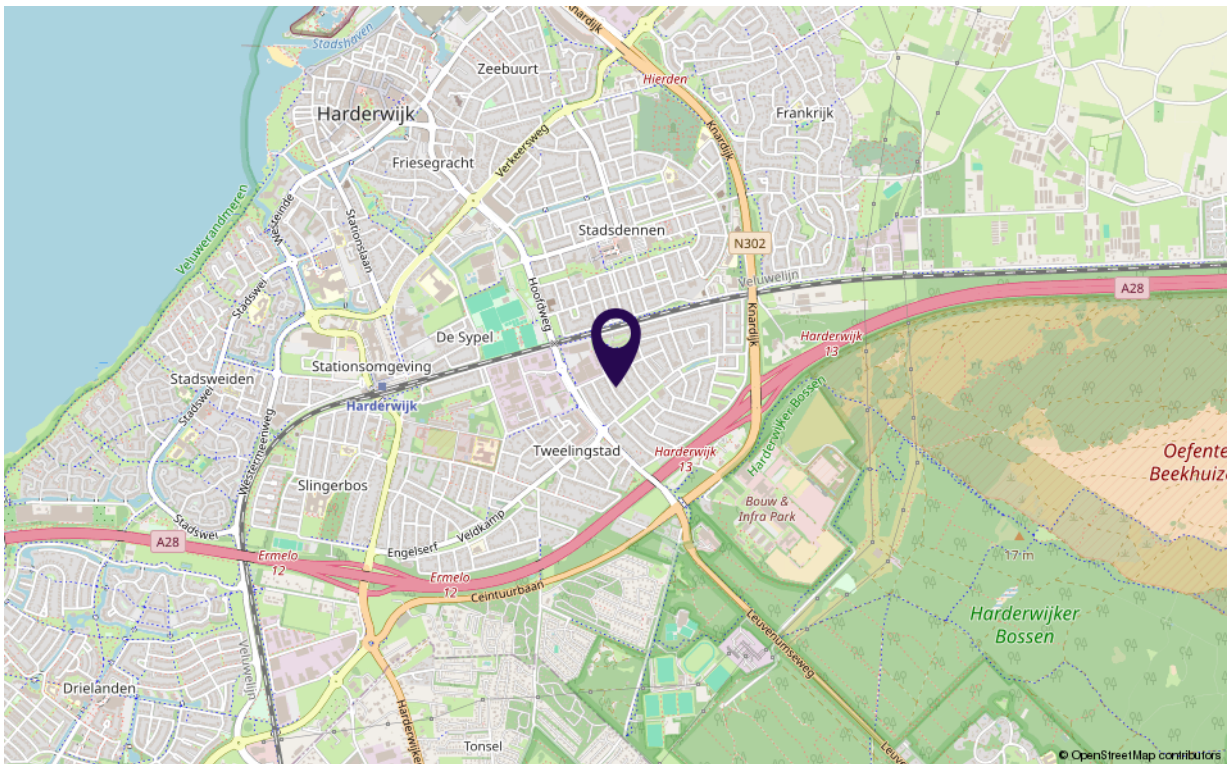 Knardijk
Stadshaven
Zeebuurt
Hierden
Harderwijk
Frankrijk
Verkeersweg
Knardijk
Friesegracht
Veluwerandmeren
Westeinde
Stationslaan
Stadsdennen
N302
Stadswei
Hoofdweg
Veluwelijn
A28
Knardijk
De Sypel
Harderwijk
13
Stationsomgeving
Stadsweiden
Harderwijk
Stadswei
Harderwijker Bossen
Westermeenweg
Tweelingstad
Harderwijk
13
Oefente
Beekhuize
Slingerbos
Bouw &
Infra Park
Stadswei
Veldkamp
A28
Engelserf
Ermelo
12
17 m
Ermelo
12
Ceintuurbaan
Harderwijker
Bossen
Leuvenumseweg
Veluwelijn
Drielanden
Harderwijke
Tonsel
Leuv
© OpenStreetMap contributors